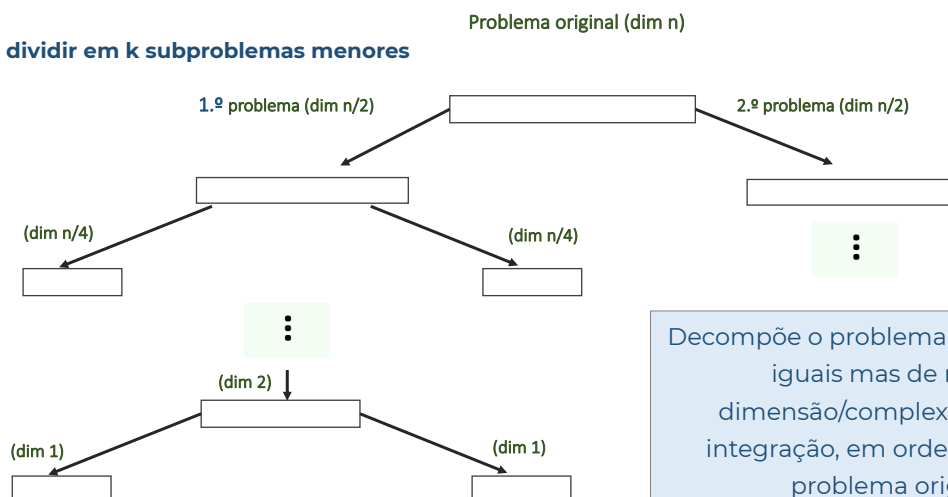 Problema original (dim n)
dividir em k subproblemas menores
1.º problema (dim n/2)
2.º problema (dim n/2)
(dim n/4)
(dim n/4)
Decompõe o problema
iguais mas de
dimensão/complex
integração, em orde
problema ori
(dim 2)
(dim 1)
(dim 1)